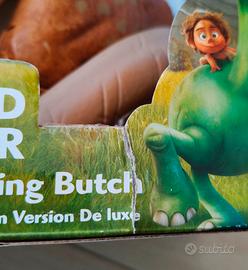 D
R
ing Butch
n Version De luxe
subito